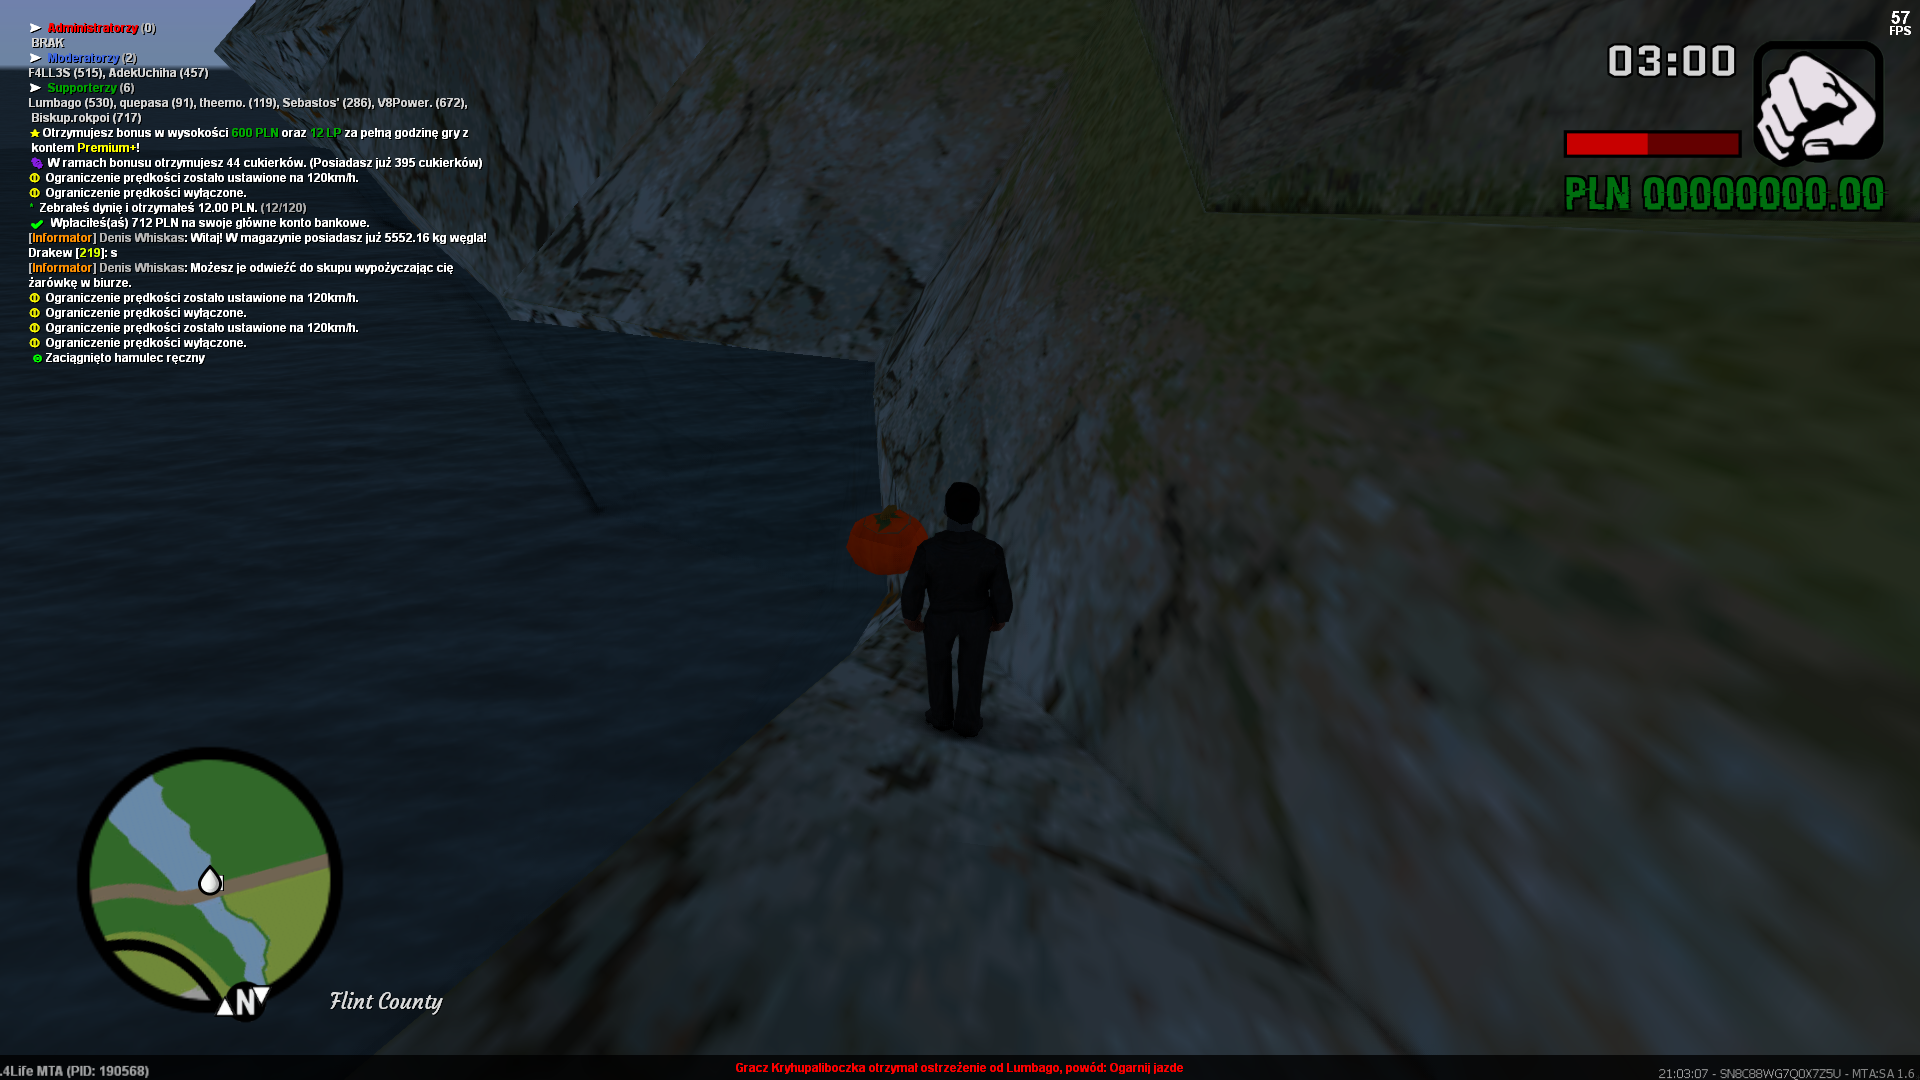 Administratorzy (0)
BRAK
Moderatorzy (2)
F4LL3S (515), AdekUchiha (457)
Supporterzy (6)
Lumbago (530), quepasa (91), theemo. (119), Sebastos' (286), V8Power. (672),
Biskup.rokpoi (717)
Otrzymujesz bonus w wysokości 600 PLN oraz 12 LP za pełną godzinę gry z
kontem Premium+!
W ramach bonusu otrzymujesz 44 cukierków. (Posiadasz już 395 cukierków)
Ograniczenie prędkości zostało ustawione na 120km/h.
Ograniczenie prędkości wyłączone.
* Zebrałeś dynię i otrzymałeś 12.00 PLN. (12/120)
Wpłaciłeś(aś) 712 PLN na swoje główne konto bankowe.
[Informator] Denis Whiskas: Witaj! W magazynie posiadasz już 5552.16 kg węgla!
Drakew [219]: s
[Informator] Denis Whiskas: Możesz je odwieźć do skupu wypożyczając cię
żarówkę w biurze.
Ograniczenie prędkości zostało ustawione na 120km/h.
Ograniczenie prędkości wyłączone.
Ograniczenie prędkości zostało ustawione na 120km/h.
Ograniczenie prędkości wyłączone.
Zaciągnięto hamulec ręczny
57
FPS
03:00
PLN 00000000.00
N
Flint County
.4Life MTA (PID: 190568)
Gracz Kryhupaliboczka otrzymal ostrzeżenie od Lumbago, powód: Ogarnij jazde
21:03:07 - SN8C88WG7Q0X7Z5U - MTA:SA 1.6